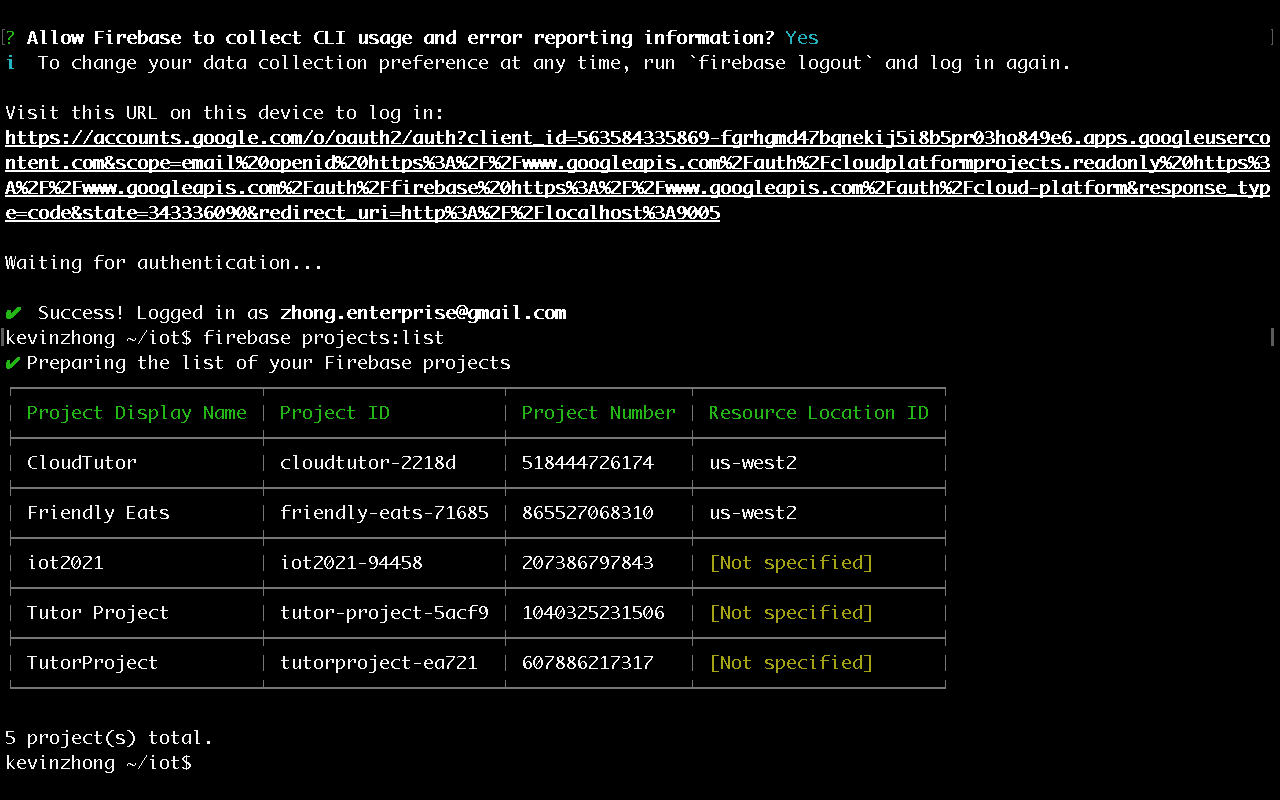 ? Allow Firebase to collect CLI usage and error reporting information? Yes
i  To change your data collection preference at any time, run `firebase logout` and log in again.
Visit this URL on this device to log in:
https://accounts.google.com/o/oauth2/auth?client_id=563584335869-fgrhgmd47bqnekij5i8b5pr03ho849e6.apps.googleuserco
ntent.com&scope=email%20openid%20https%3A%2F%2Fwww.googleapis.com%2Fauth%2Fcloudplatformprojects.readonly%20https%3
A%2F%2Fwww.googleapis.com%2Fauth%2Ffirebase%20https%3A%2F%2Fwww.googleapis.com%2Fauth%2Fcloud-platform&response_typ
e=code&state=343336090&redirect_uri=http%3A%2F%2Flocalhost%3A9005
Waiting for authentication...
✔  Success! Logged in as zhong.enterprise@gmail.com
kevinzhong ~/iot$ firebase projects:list
✔ Preparing the list of your Firebase projects
Project Display Name | Project ID | Project Number | Resource Location ID
CloudTutor | cloudtutor-2218d | 518444726174 | us-west2
Friendly Eats | friendly-eats-71685 | 865527068310 | us-west2
iot2021 | iot2021-94458 | 207386797843 | [Not specified]
Tutor Project | tutor-project-5acf9 | 1040325231506 | [Not specified]
TutorProject | tutorproject-ea721 | 607886217317 | [Not specified]
5 project(s) total.
kevinzhong ~/iot$